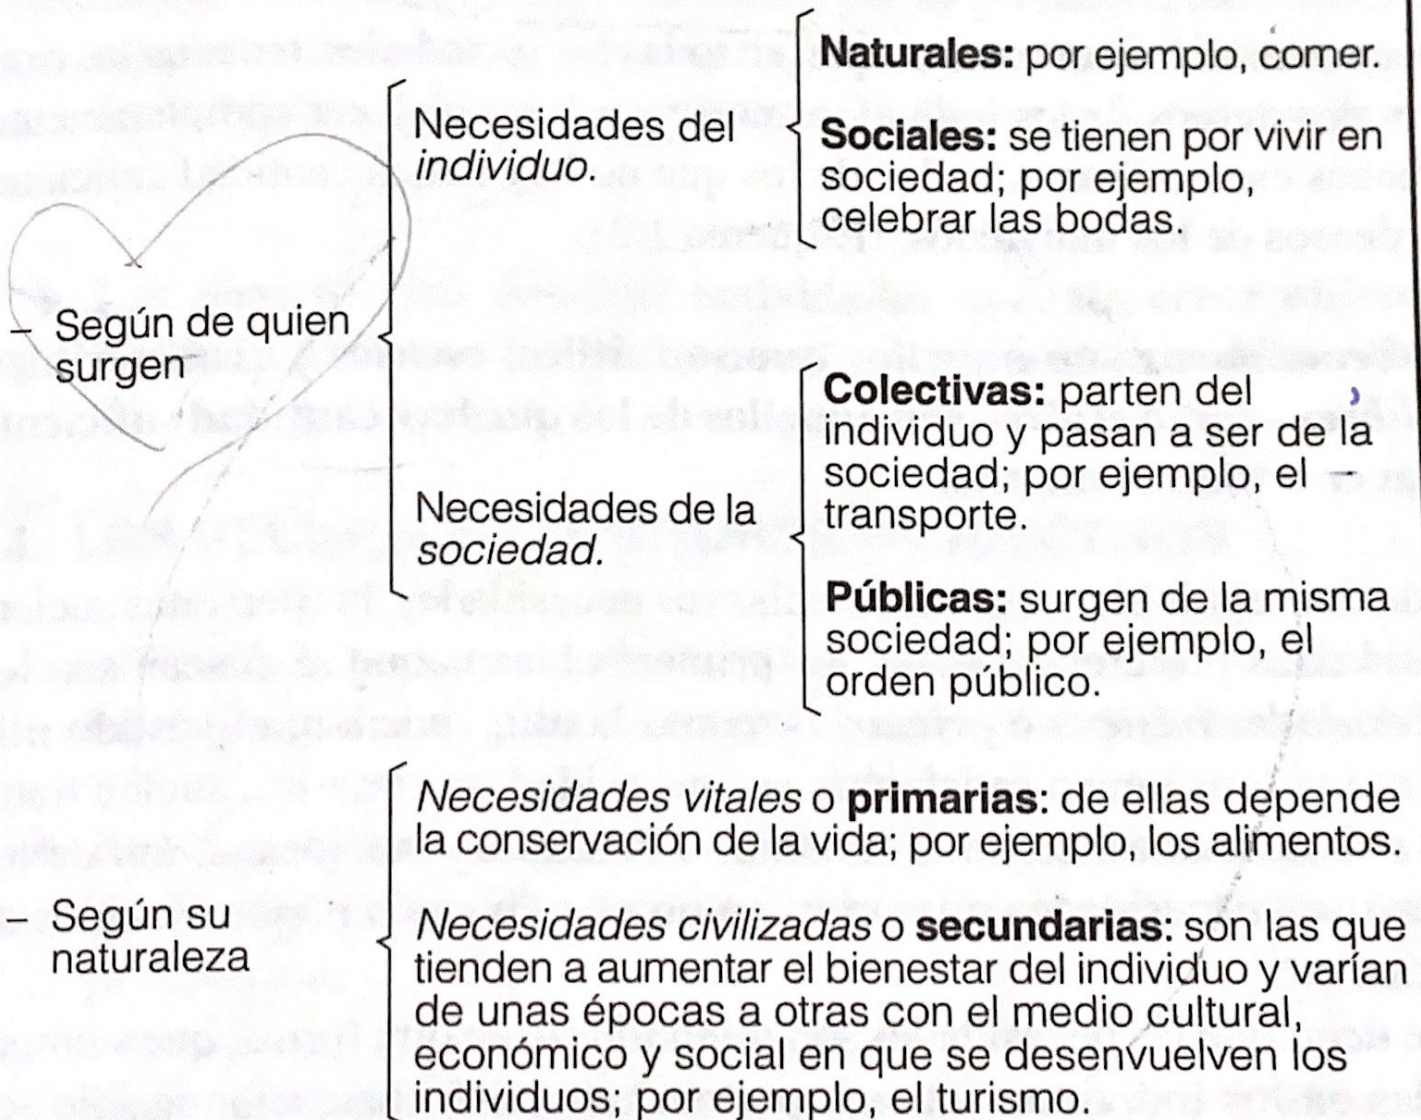 Naturales: por ejemplo, comer.
Necesidades del
individuo.
Sociales: se tienen por vivir en
sociedad; por ejemplo,
celebrar las bodas.
– Según de quien
surgen
Colectivas: parten del
individuo y pasan a ser de la
sociedad; por ejemplo, el
transporte.
Necesidades de la
sociedad.
Públicas: surgen de la misma
sociedad; por ejemplo, el
orden público.
Necesidades vitales o primarias: de ellas depende
la conservación de la vida; por ejemplo, los alimentos.
– Según su
naturaleza
Necesidades civilizadas o secundarias: son las que
tienden a aumentar el bienestar del individuo y varían
de unas épocas a otras con el medio cultural,
económico y social en que se desenvuelven los
individuos; por ejemplo, el turismo.